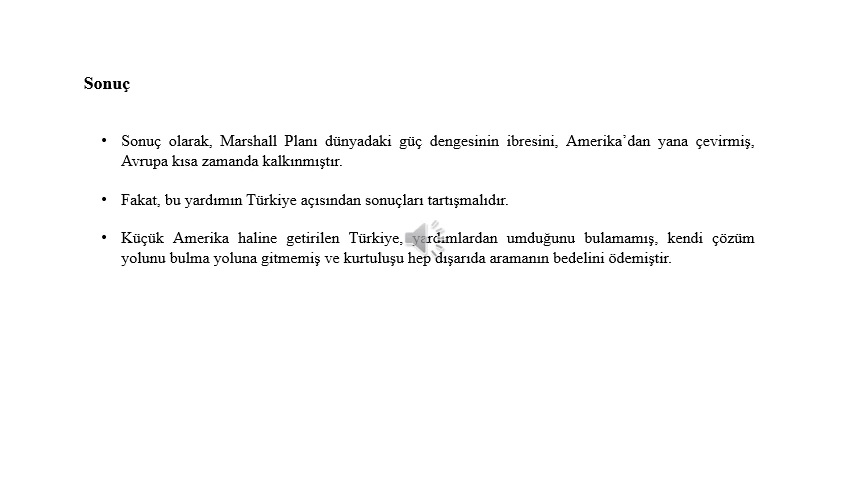 Sonuç
• Sonuç olarak, Marshall Planı dünyadaki güç dengesinin ibresini, Amerika’dan yana çevirmiş,
Avrupa kısa zamanda kalkınmıştır.
• Fakat, bu yardımın Türkiye açısından sonuçları tartışmalıdır.
• Küçük Amerika haline getirilen Türkiye, yardımlardan umduğunu bulamamış, kendi çözüm
yolunu bulma yoluna gitmemiş ve kurtuluşu hep dışarıda aramanın bedelini ödemiştir.